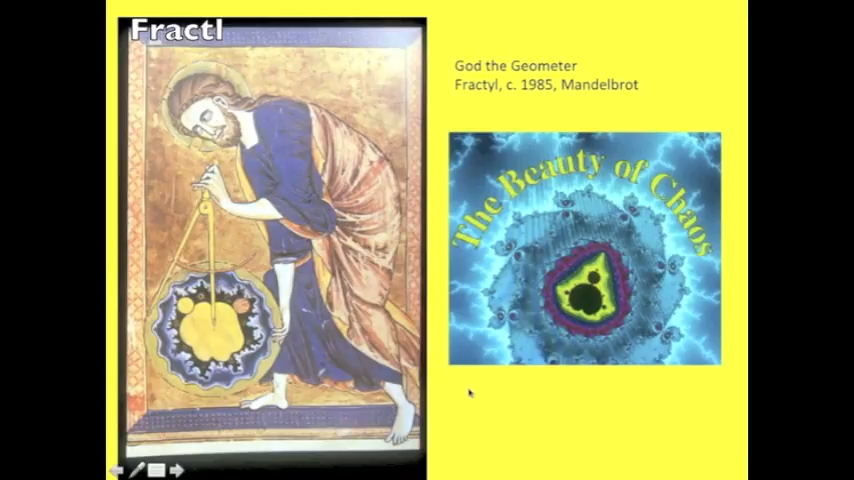 Fractl
God the Geometer
Fractyl, c. 1985, Mandelbrot
The Beauty of Chaos